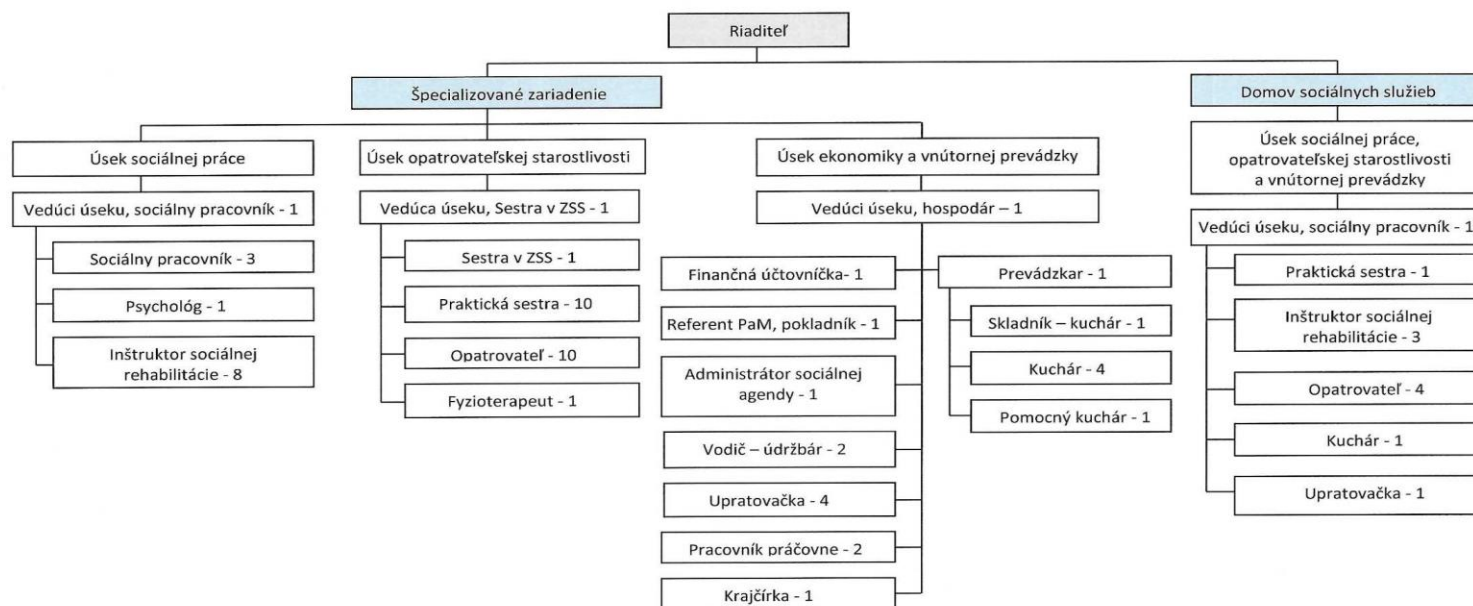 Riaditeľ
Špecializované zariadenie
Domov sociálnych služieb
Úsek sociálnej práce
Vedúci úseku, sociálny pracovník - 1
Sociálny pracovník - 3
Psychológ - 1
Inštruktor sociálnej
rehabilitácie - 8
Úsek opatrovateľskej starostlivosti
Vedúca úseku, Sestra v ZSS - 1
Sestra v ZSS - 1
Praktická sestra - 10
Opatrovateľ - 10
Fyzioterapeut - 1
Úsek ekonomiky a vnútornej prevádzky
Vedúci úseku, hospodár – 1
Finančná účtovníčka- 1
Referent PaM, pokladník - 1
Administrátor sociálnej
agendy - 1
Vodič – údržbár - 2
Upratovačka - 4
Pracovník práčovne - 2
Krajčírka - 1
Prevádzkar - 1
Skladník – kuchár - 1
Kuchár - 4
Pomocný kuchár - 1
Úsek sociálnej práce,
opatrovateľskej starostlivosti
a vnútornej prevádzky
Vedúci úseku, sociálny pracovník - 1
Praktická sestra - 1
Inštruktor sociálnej
rehabilitácie - 3
Opatrovateľ - 4
Kuchár - 1
Upratovačka - 1